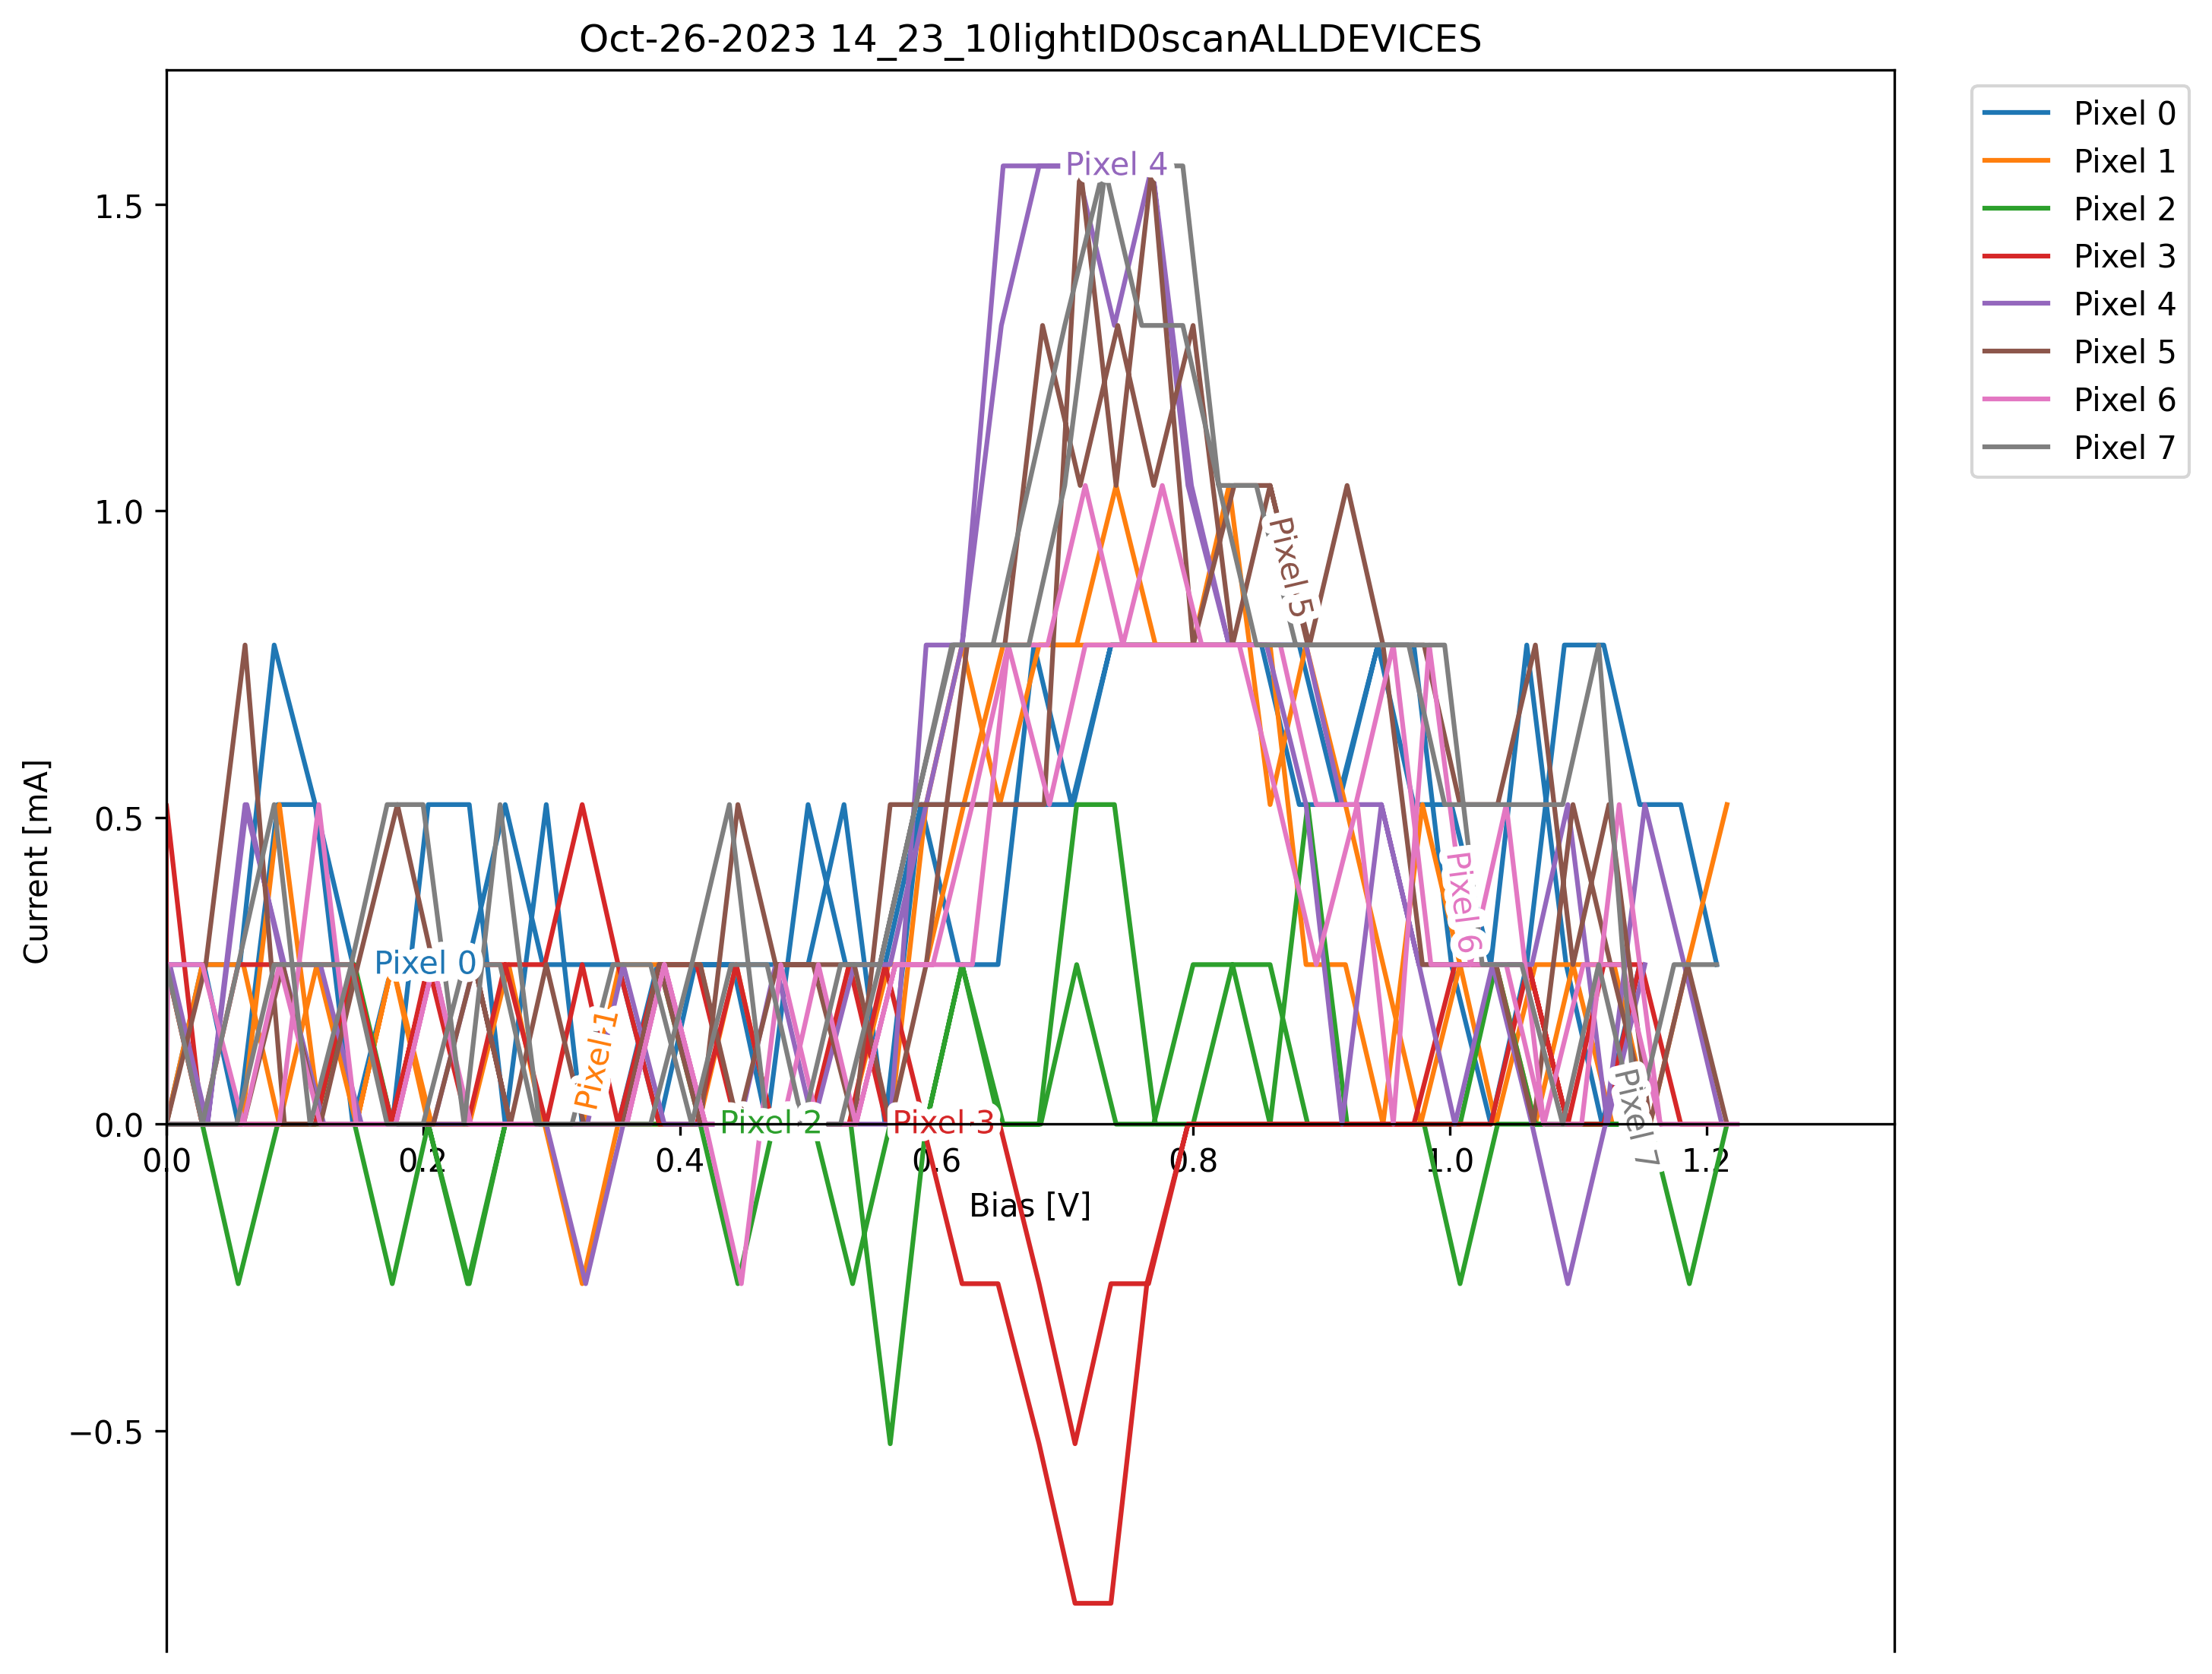 Oct-26-2023 14_23_10lightID0scanALLDEVICES
Pixel 0
Pixel 1
Pixel 2
Pixel 3
Pixel 4
Pixel 5
Pixel 6
Pixel 7
Current [mA]
1.5
1.0
0.5
0.0
−0.5
0.0
0.2
0.4
0.6
0.8
1.0
1.2
Bias [V]
Pixel 0
Pixel 1
Pixel 2
Pixel 3
Pixel 4
Pixel 5
Pixel 6
Pixel 7